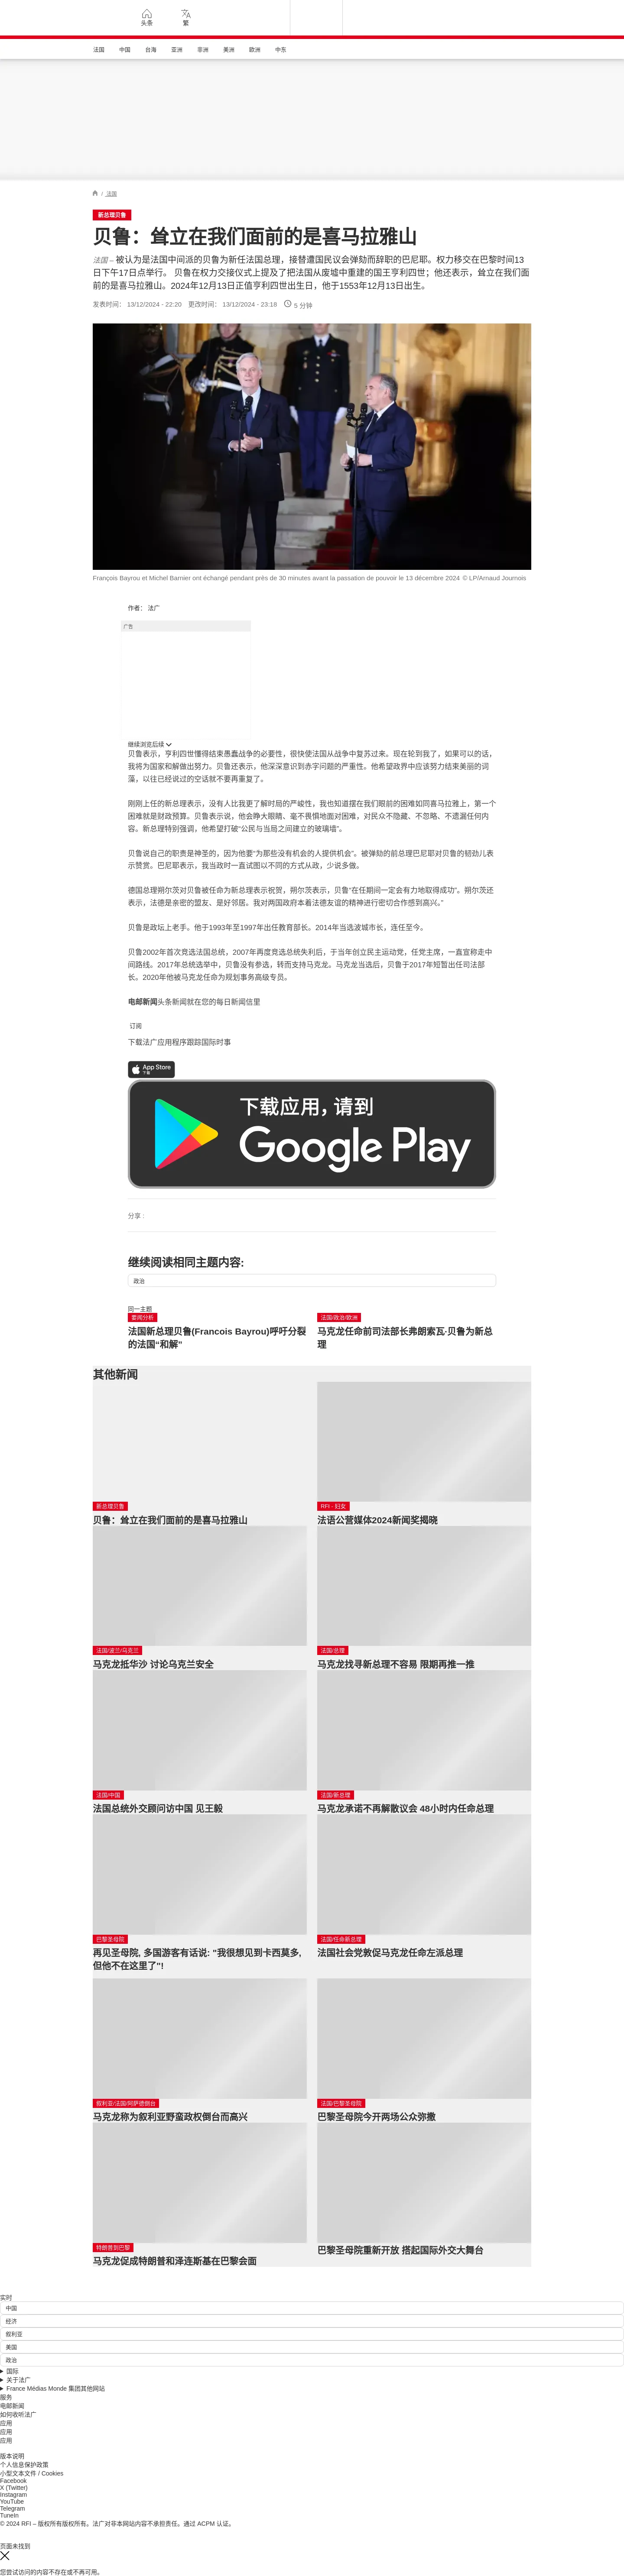 头条
繁
法国 中国 台海 亚洲 非洲 美洲 欧洲 中东
/ 法国
新总理贝鲁
贝鲁：耸立在我们面前的是喜马拉雅山
法国 – 被认为是法国中间派的贝鲁为新任法国总理，接替遭国民议会弹劾而辞职的巴尼耶。权力移交在巴黎时间13
日下午17日点举行。 贝鲁在权力交接仪式上提及了把法国从废墟中重建的国王亨利四世；他还表示，耸立在我们面
前的是喜马拉雅山。2024年12月13日正值亨利四世出生日，他于1553年12月13日出生。
发表时间： 13/12/2024 - 22:20 更改时间： 13/12/2024 - 23:18 5 分钟
François Bayrou et Michel Barnier ont échangé pendant près de 30 minutes avant la passation de pouvoir le 13 décembre 2024 © LP/Arnaud Journois
作者： 法广
广告
继续浏览后续
贝鲁表示，亨利四世懂得结束愚蠢战争的必要性，很快使法国从战争中复苏过来。现在轮到我了，如果可以的话，
我将为国家和解做出努力。贝鲁还表示，他深深意识到赤字问题的严重性。他希望政界中应该努力结束美丽的词
藻，以往已经说过的空话就不要再重复了。
刚刚上任的新总理表示，没有人比我更了解时局的严峻性，我也知道摆在我们眼前的困难如同喜马拉雅上，第一个
困难就是财政预算。贝鲁表示说，他会睁大眼睛、毫不畏惧地面对困难，对民众不隐藏、不忽略、不遗漏任何内
容。新总理特别强调，他希望打破“公民与当局之间建立的玻璃墙”。
贝鲁说自己的职责是神圣的，因为他要“为那些没有机会的人提供机会”。被弹劾的前总理巴尼耶对贝鲁的韧劲儿表
示赞赏。巴尼耶表示，我当政时一直试图以不同的方式从政，少说多做。
德国总理朔尔茨对贝鲁被任命为新总理表示祝贺，朔尔茨表示，贝鲁“在任期间一定会有力地取得成功”。朔尔茨还
表示，法德是亲密的盟友、是好邻居。我对两国政府本着法德友谊的精神进行密切合作感到高兴。”
贝鲁是政坛上老手。他于1993年至1997年出任教育部长。2014年当选波城市长，连任至今。
贝鲁2002年首次竞选法国总统，2007年再度竞选总统失利后，于当年创立民主运动党，任党主席，一直宣称走中
间路线。2017年总统选举中，贝鲁没有参选，转而支持马克龙。马克龙当选后，贝鲁于2017年短暂出任司法部
长。2020年他被马克龙任命为规划事务高级专员。
电邮新闻头条新闻就在您的每日新闻信里
订阅
下载法广应用程序跟踪国际时事
App Store
下载
下载应用，请到
Google Play
分享 :
继续阅读相同主题内容:
政治
同一主题
要闻分析
法国新总理贝鲁(Francois Bayrou)呼吁分裂
的法国“和解”
法国/政治/欧洲
马克龙任命前司法部长弗朗索瓦·贝鲁为新总
理
其他新闻
新总理贝鲁
贝鲁：耸立在我们面前的是喜马拉雅山
RFI - 妇女
法语公营媒体2024新闻奖揭晓
法国/波兰/乌克兰
马克龙抵华沙 讨论乌克兰安全
法国/总理
马克龙找寻新总理不容易 限期再推一推
法国/中国
法国总统外交顾问访中国 见王毅
法国/新总理
马克龙承诺不再解散议会 48小时内任命总理
巴黎圣母院
再见圣母院, 多国游客有话说: "我很想见到卡西莫多,
但他不在这里了"!
法国/任命新总理
法国社会党敦促马克龙任命左派总理
叙利亚/法国/阿萨德倒台
马克龙称为叙利亚野蛮政权倒台而高兴
法国/巴黎圣母院
巴黎圣母院今开两场公众弥撒
特朗普到巴黎
马克龙促成特朗普和泽连斯基在巴黎会面
巴黎圣母院重新开放 搭起国际外交大舞台
实时
中国
经济
叙利亚
美国
政治
国际
关于法广
France Médias Monde 集团其他网站
服务
电邮新闻
如何收听法广
应用
应用
应用
版本说明
个人信息保护政策
小型文本文件 / Cookies
Facebook
X (Twitter)
Instagram
YouTube
Telegram
TuneIn
© 2024 RFI – 版权所有版权所有。法广对非本网站内容不承担责任。通过 ACPM 认证。
页面未找到
您尝试访问的内容不存在或不再可用。